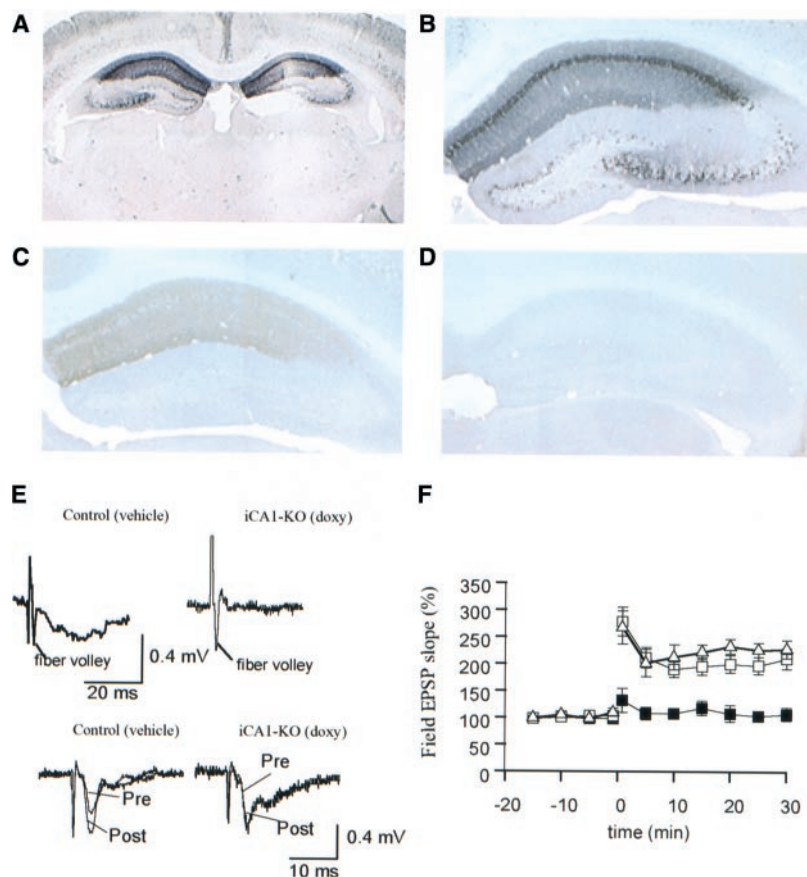 A
B
C
D
E
Control (vehicle)
iCA1-KO (doxy)
fiber volley
0.4 mV
fiber volley
20 ms
Control (vehicle)
iCA1-KO (doxy)
Pre
Post
Pre
Post
0.4 mV
10 ms
F
Field EPSP slope (%)
350
300
250
200
150
100
50
0
-20
-10
0
10
20
30
time (min)